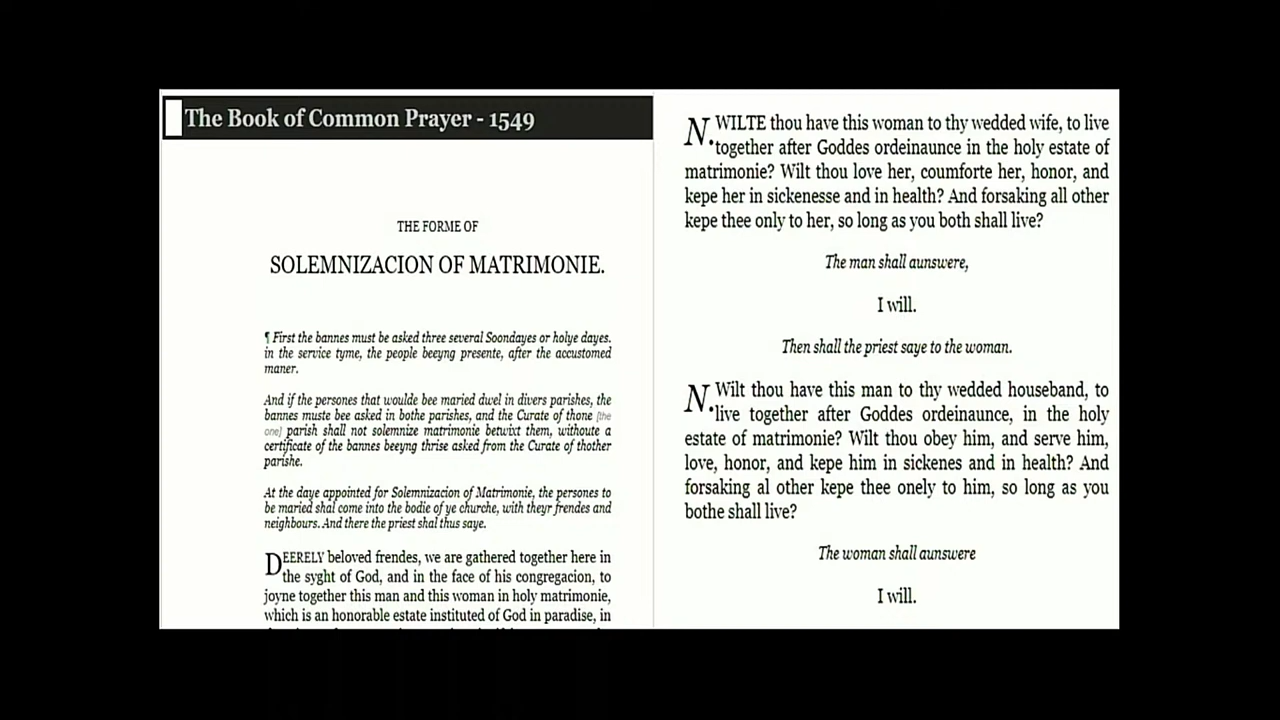 The Book of Common Prayer - 1549
THE FORME OF
SOLEMNIZACION OF MATRIMONIE.
¶ First the bannes must be asked three several Soondayes or holye dayes.
in the service tyme, the people beeyng presente, after the accustomed
maner.
And if the persones that woulde bee maried dwel in divers parishes, the
bannes muste bee asked in bothe parishes, and the Curate of thone [the
one] parish shall not solemnize matrimonie betwixt them, withoute a
certificate of the bannes beeyng thrise asked from the Curate of thother
parishe.
At the daye appointed for Solemnizacion of Matrimonie, the persones to
be maried shal come into the bodie of ye churche, with theyr frendes and
neighbours. And there the priest shal thus saye.
DEERELY beloved frendes, we are gathered together here in
the syght of God, and in the face of his congregacion, to
joyne together this man and this woman in holy matrimonie,
which is an honorable estate instituted of God in paradise, in
N. WILTE thou have this woman to thy wedded wife, to live
together after Goddes ordeinaunce in the holy estate of
matrimonie? Wilt thou love her, coumforte her, honor, and
kepe her in sickenesse and in health? And forsaking all other
kepe thee only to her, so long as you both shall live?
The man shall aunswere,
I will.
Then shall the priest saye to the woman.
N. Wilt thou have this man to thy wedded houseband, to
live together after Goddes ordeinaunce, in the holy
estate of matrimonie? Wilt thou obey him, and serve him,
love, honor, and kepe him in sickenes and in health? And
forsaking al other kepe thee onely to him, so long as you
bothe shall live?
The woman shall aunswere
I will.